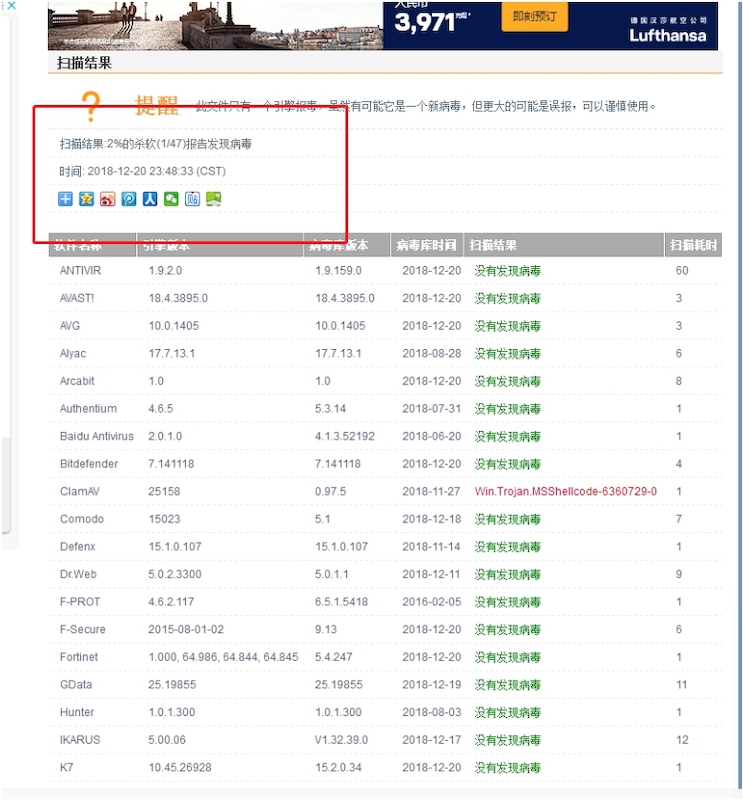 人民币
3,971元起*
即刻预订
德国汉莎航空公司
Lufthansa
扫描结果
提醒 此文件只有一个引擎报毒，虽然有可能它是一个新病毒，但更大的可能是误报，可以谨慎使用。
扫描结果:2%的杀软(1/47)报告发现病毒
时间: 2018-12-20 23:48:33 (CST)
软件名称 引擎版本 病毒库版本 病毒库时间 扫描结果 扫描耗时
ANTIVIR 1.9.2.0 1.9.159.0 2018-12-20 没有发现病毒 60
AVAST! 18.4.3895.0 18.4.3895.0 2018-12-20 没有发现病毒 3
AVG 10.0.1405 10.0.1405 2018-12-20 没有发现病毒 3
Alyac 17.7.13.1 17.7.13.1 2018-08-28 没有发现病毒 6
Arcabit 1.0 1.0 2018-12-20 没有发现病毒 8
Authentium 4.6.5 5.3.14 2018-07-31 没有发现病毒 1
Baidu Antivirus 2.0.1.0 4.1.3.52192 2018-06-20 没有发现病毒 1
Bitdefender 7.141118 7.141118 2018-12-20 没有发现病毒 4
ClamAV 25158 0.97.5 2018-11-27 Win.Trojan.MSShellcode-6360729-0 1
Comodo 15023 5.1 2018-12-18 没有发现病毒 7
Defenx 15.1.0.107 15.1.0.107 2018-11-14 没有发现病毒 1
Dr.Web 5.0.2.3300 5.0.1.1 2018-12-11 没有发现病毒 9
F-PROT 4.6.2.117 6.5.1.5418 2016-02-05 没有发现病毒 1
F-Secure 2015-08-01-02 9.13 2018-12-20 没有发现病毒 6
Fortinet 1.000, 64.986, 64.844, 64.845 5.4.247 2018-12-20 没有发现病毒 1
GData 25.19855 25.19855 2018-12-19 没有发现病毒 11
Hunter 1.0.1.300 1.0.1.300 2018-08-03 没有发现病毒 1
IKARUS 5.00.06 V1.32.39.0 2018-12-17 没有发现病毒 12
K7 10.45.26928 15.2.0.34 2018-12-20 没有发现病毒 1